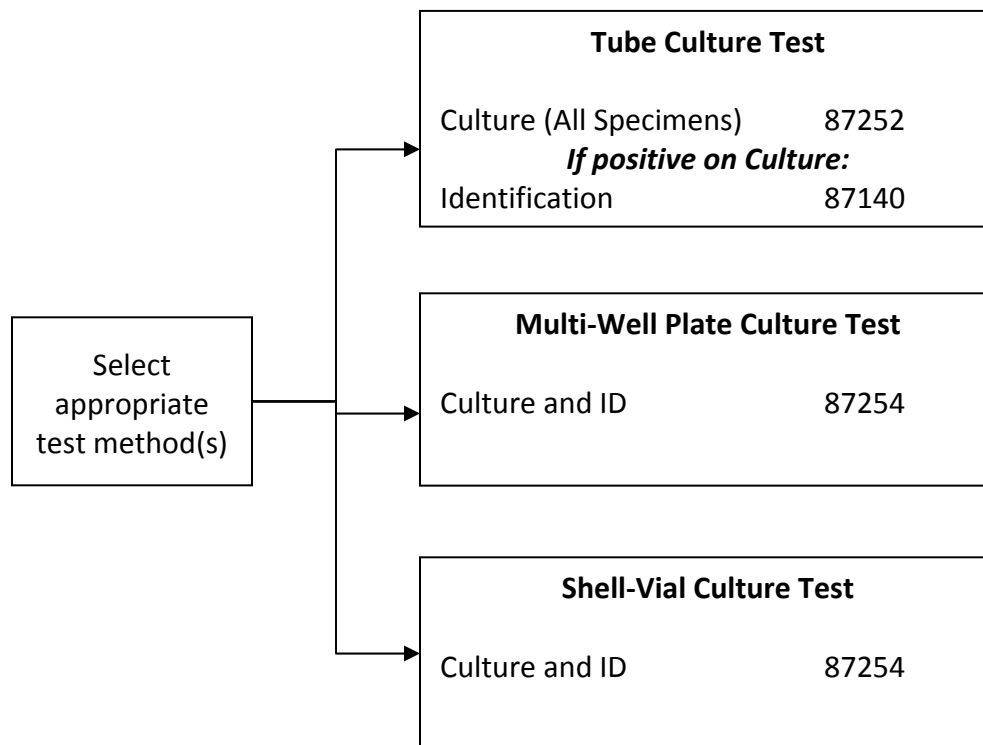 Tube Culture Test
Culture (All Specimens) 87252
If positive on Culture:
Identification 87140
Select
appropriate
test method(s)
Multi-Well Plate Culture Test
Culture and ID 87254
Shell-Vial Culture Test
Culture and ID 87254